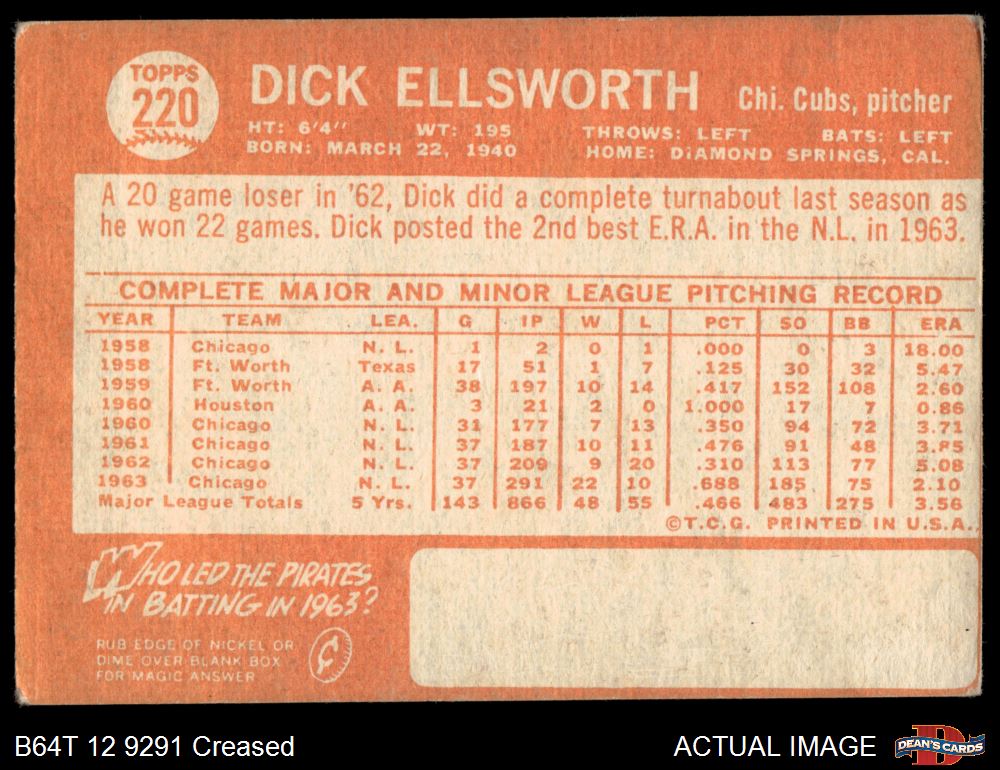 TOPPS
220
DICK ELLSWORTH Chi. Cubs, pitcher
HT: 6'4" WT: 195 THROWS: LEFT BATS: LEFT
BORN: MARCH 22, 1940 HOME: DIAMOND SPRINGS, CAL.
A 20 game loser in '62, Dick did a complete turnabout last season as
he won 22 games. Dick posted the 2nd best E.R.A. in the N.L. in 1963.
COMPLETE MAJOR AND MINOR LEAGUE PITCHING RECORD
YEAR TEAM LEA. G IP W L PCT SO BB ERA
1958 Chicago N. L. 1 2 0 1 .000 0 3 18.00
1958 Ft. Worth Texas 17 51 1 7 .125 30 32 5.47
1959 Ft. Worth A. A. 38 197 10 14 .417 152 108 2.60
1960 Houston A. A. 3 21 2 0 1.000 17 7 0.86
1960 Chicago N. L. 31 177 7 13 .350 94 72 3.71
1961 Chicago N. L. 37 187 10 11 .476 91 48 3.85
1962 Chicago N. L. 37 209 9 20 .310 113 77 5.08
1963 Chicago N. L. 37 291 22 10 .688 185 75 2.10
Major League Totals 5 Yrs. 143 866 48 55 .466 483 275 3.56
©T.C.G. PRINTED IN U.S.A.
WHO LED THE PIRATES
IN BATTING IN 1963?
RUB EDGE OF NICKEL OR
DIME OVER BLANK BOX
FOR MAGIC ANSWER
¢
B64T 12 9291 Creased ACTUAL IMAGE
D
DEAN'S CARDS